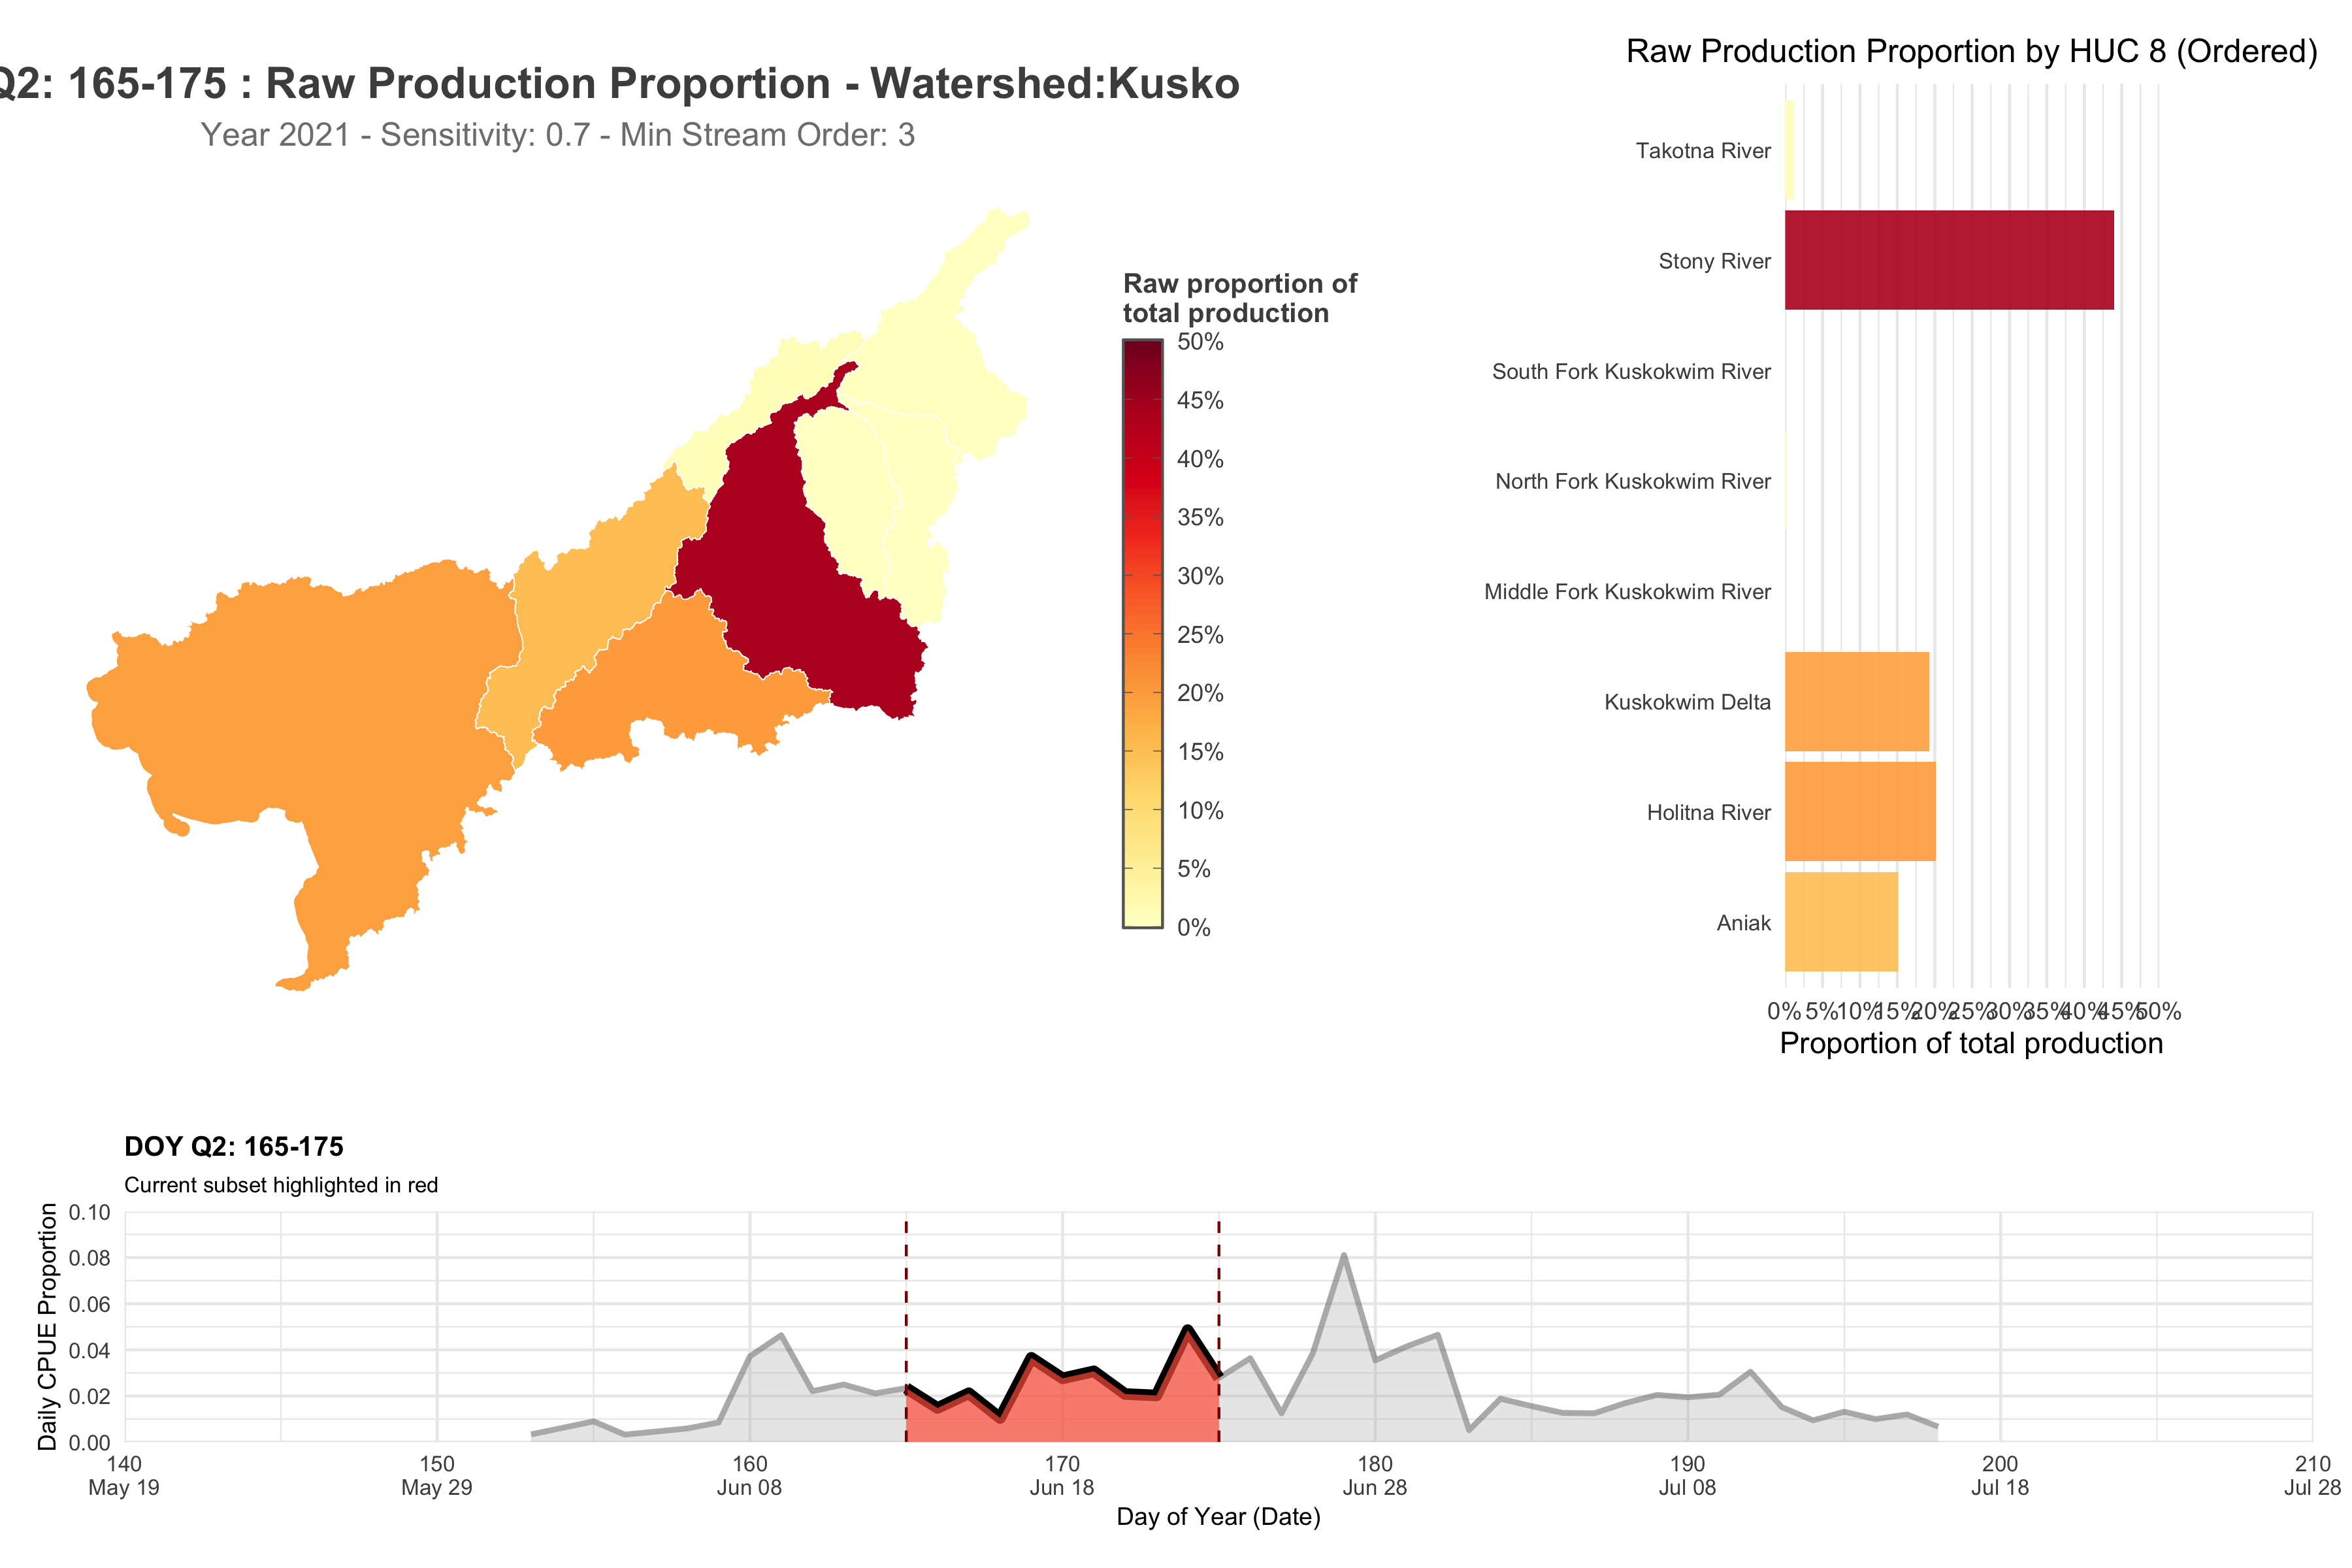 Q2: 165-175 : Raw Production Proportion - Watershed:Kusko
Year 2021 - Sensitivity: 0.7 - Min Stream Order: 3
Raw proportion of
total production
50%
45%
40%
35%
30%
25%
20%
15%
10%
5%
0%
Raw Production Proportion by HUC 8 (Ordered)
Takotna River
Stony River
South Fork Kuskokwim River
North Fork Kuskokwim River
Middle Fork Kuskokwim River
Kuskokwim Delta
Holitna River
Aniak
0% 5% 10% 15% 20% 25% 30% 35% 40% 45% 50%
Proportion of total production
DOY Q2: 165-175
Current subset highlighted in red
Daily CPUE Proportion
0.10
0.08
0.06
0.04
0.02
0.00
140 150 160 170 180 190 200 210
May 19 May 29 Jun 08 Jun 18 Jun 28 Jul 08 Jul 18 Jul 28
Day of Year (Date)